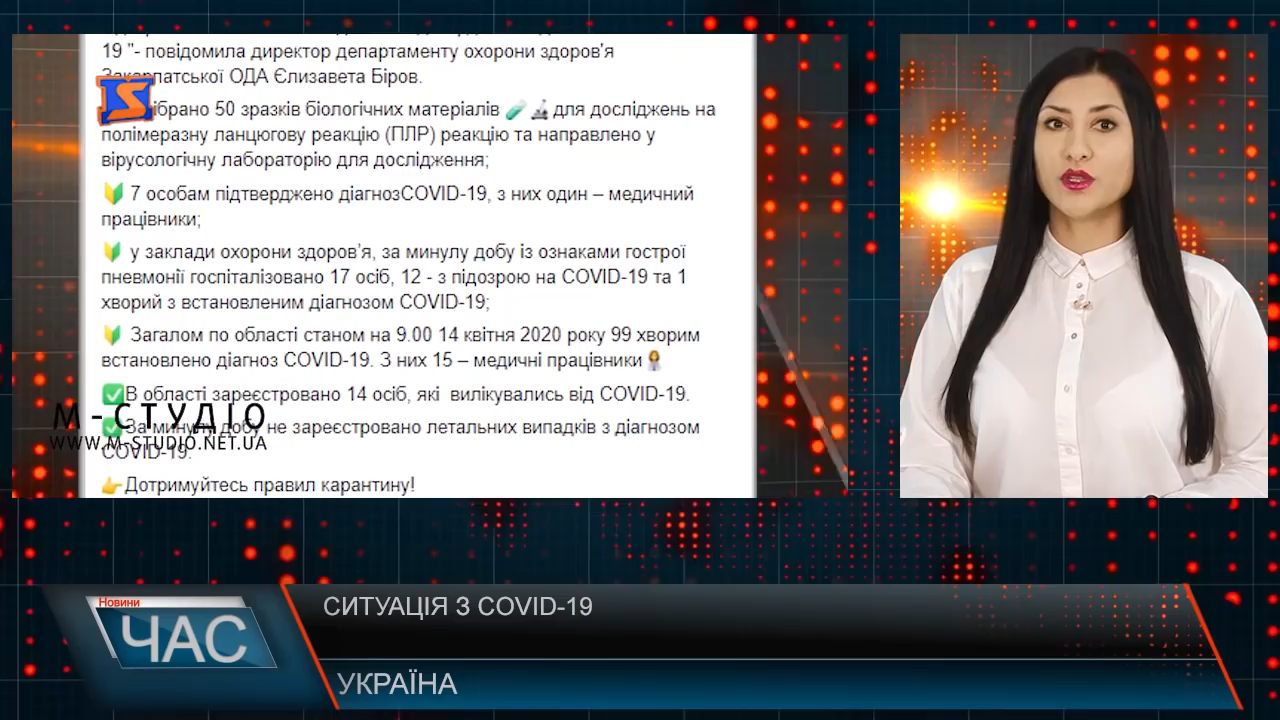 19 "- повідомила директор департаменту охорони здоров'я
Закарпатської ОДА Єлизавета Біров.
ібрано 50 зразків біологічних матеріалів 🧪🔬для досліджень на
полімеразну ланцюгову реакцію (ПЛР) реакцію та направлено у
вірусологічну лабораторію для дослідження;
🔰 7 особам підтверджено діагнозCOVID-19, з них один – медичний
працівники;
🔰 у заклади охорони здоров’я, за минулу добу із ознаками гострої
пневмонії госпіталізовано 17 осіб, 12 - з підозрою на COVID-19 та 1
хворий з встановленим діагнозом COVID-19;
🔰 Загалом по області станом на 9.00 14 квітня 2020 року 99 хворим
встановлено діагноз COVID-19. З них 15 – медичні працівники👩‍⚕️
✅В області зареєстровано 14 осіб, які вилікувались від COVID-19.
✅За минулу добу не зареєстровано летальних випадків з діагнозом
COVID-19.
👉Дотримуйтесь правил карантину!
М-СТУДІО
WWW.M-STUDIO.NET.UA
Новини
ЧАС
СИТУАЦІЯ З COVID-19
УКРАЇНА